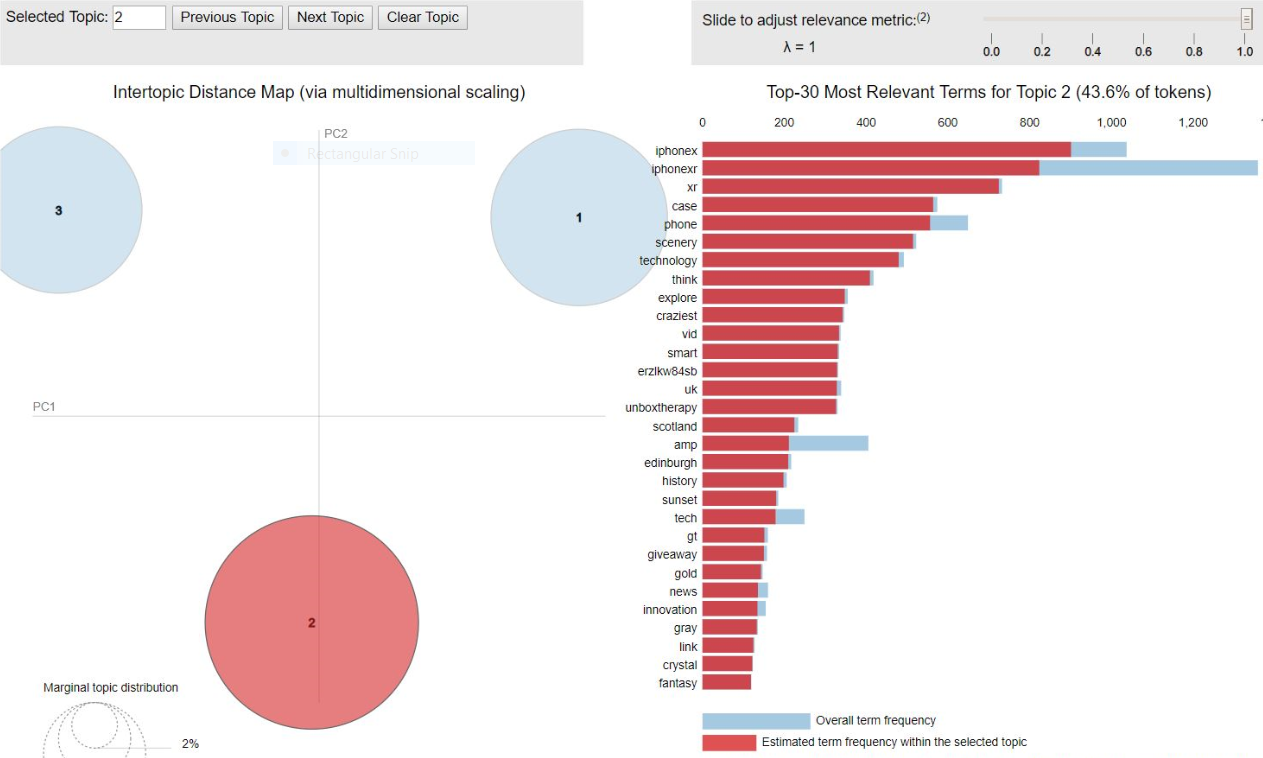 Selected Topic: 2 Previous Topic Next Topic Clear Topic
Slide to adjust relevance metric:(2)
λ = 1
0.0 0.2 0.4 0.6 0.8 1.0
Intertopic Distance Map (via multidimensional scaling)
PC2
Rectangular Snip
3
1
PC1
2
Marginal topic distribution
2%
Top-30 Most Relevant Terms for Topic 2 (43.6% of tokens)
0 200 400 600 800 1,000 1,200
iphonex
iphonexr
xr
case
phone
scenery
technology
think
explore
craziest
vid
smart
erzlkw84sb
uk
unboxtherapy
scotland
amp
edinburgh
history
sunset
tech
gt
giveaway
gold
news
innovation
gray
link
crystal
fantasy
Overall term frequency
Estimated term frequency within the selected topic